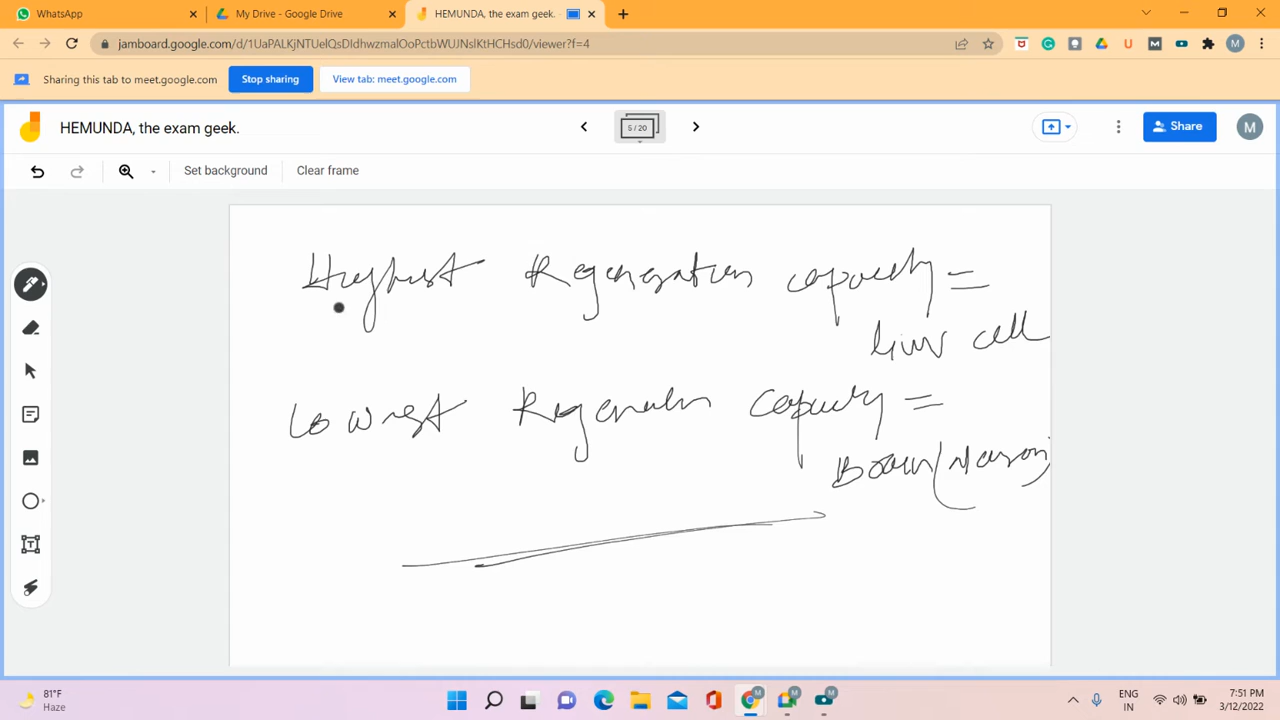 WhatsApp
My Drive - Google Drive
HEMUNDA, the exam geek.
jamboard.google.com/d/1UaPALKjNTUelQsDIdhwzmalOoPctbWUJNslKtHCHsd0/viewer?f=4
Sharing this tab to meet.google.com
Stop sharing
View tab: meet.google.com
HEMUNDA, the exam geek.
5 / 20
Share
M
Set background
Clear frame
Highest Regeneration capacity =
liver cell
Lowest Regeneration Capacity =
Brain
81°F
Haze
ENG
IN
7:51 PM
3/12/2022